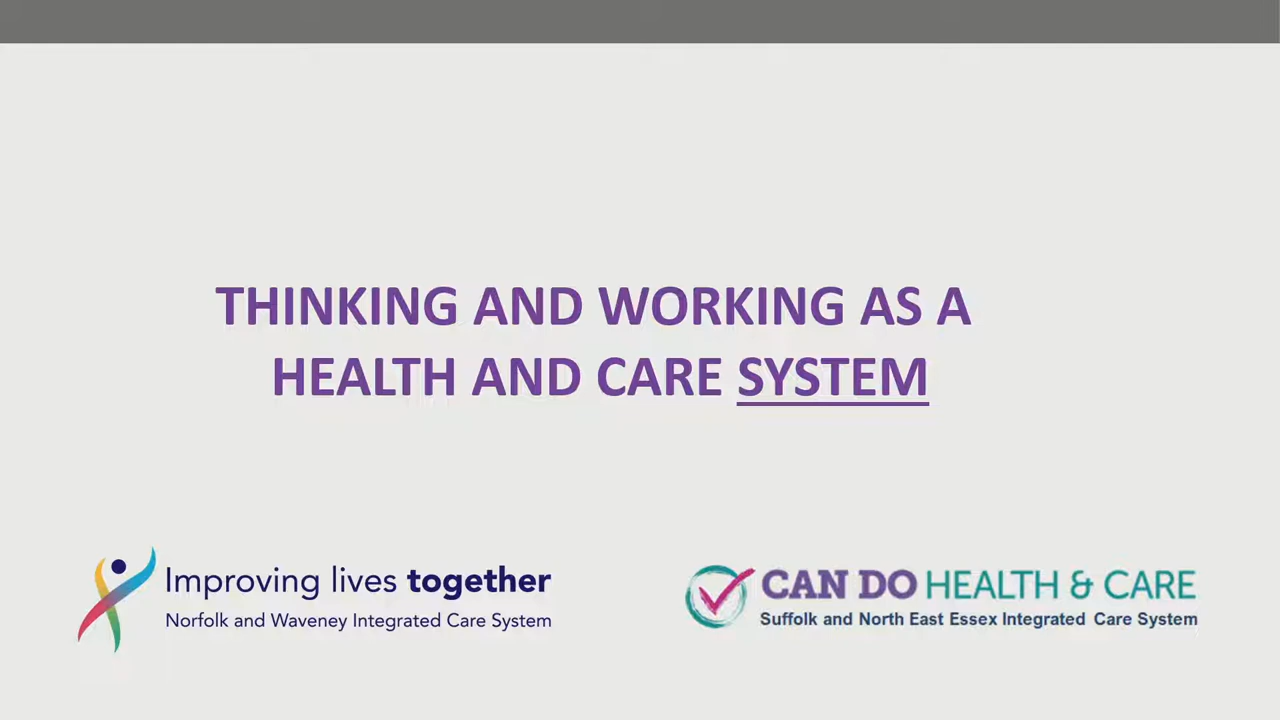 THINKING AND WORKING AS A
HEALTH AND CARE SYSTEM
Improving lives together
Norfolk and Waveney Integrated Care System
CAN DO HEALTH & CARE
Suffolk and North East Essex Integrated Care System